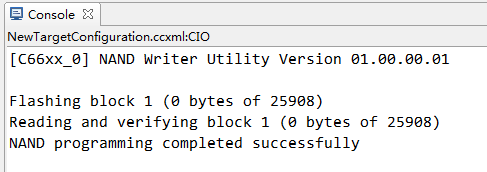 Console
NewTargetConfiguration.ccxml:CIO
[C66xx_0] NAND Writer Utility Version 01.00.00.01
Flashing block 1 (0 bytes of 25908)
Reading and verifying block 1 (0 bytes of 25908)
NAND programming completed successfully